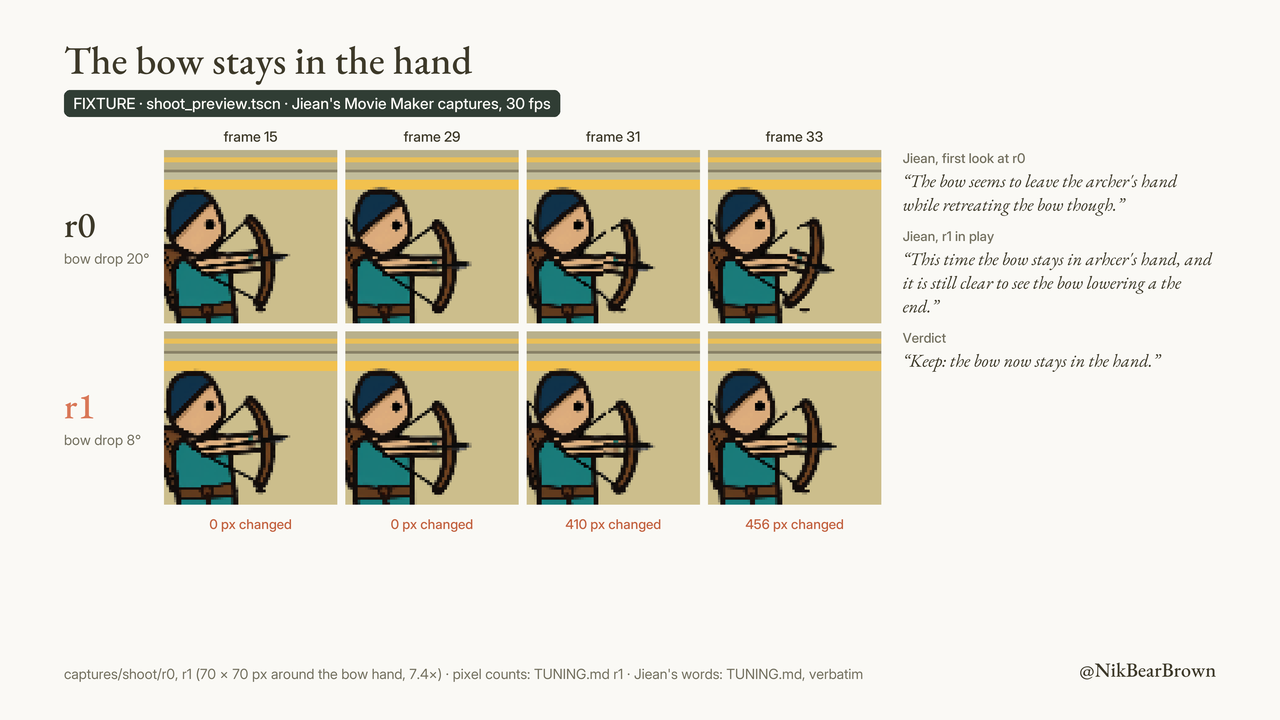 The bow stays in the hand
FIXTURE · shoot_preview.tscn · Jiean's Movie Maker captures, 30 fps
frame 15
frame 29
frame 31
frame 33
r0
bow drop 20°
r1
bow drop 8°
0 px changed
0 px changed
410 px changed
456 px changed
Jiean, first look at r0
“The bow seems to leave the archer's hand
while retreating the bow though.”
Jiean, r1 in play
“This time the bow stays in arhcer's hand, and
it is still clear to see the bow lowering a the
end.”
Verdict
“Keep: the bow now stays in the hand.”
captures/shoot/r0, r1 (70 × 70 px around the bow hand, 7.4×) · pixel counts: TUNING.md r1 · Jiean's words: TUNING.md, verbatim
@NikBearBrown